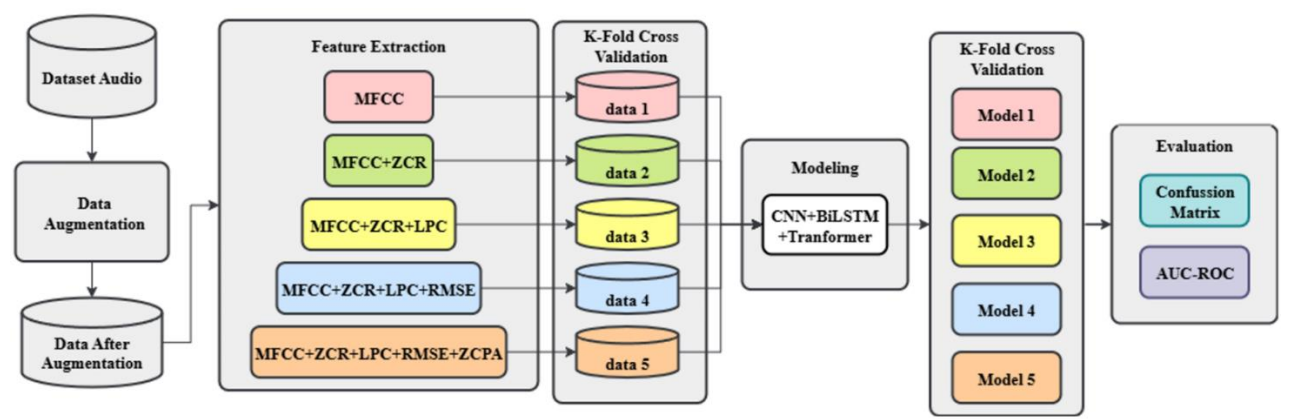 Dataset Audio
Data
Augmentation
Data After
Augmentation
Feature Extraction
MFCC
MFCC+ZCR
MFCC+ZCR+LPC
MFCC+ZCR+LPC+RMSE
MFCC+ZCR+LPC+RMSE+ZCPA
K-Fold Cross
Validation
data 1
data 2
data 3
data 4
data 5
Modeling
CNN+BiLSTM
+Tranformer
K-Fold Cross
Validation
Model 1
Model 2
Model 3
Model 4
Model 5
Evaluation
Confussion
Matrix
AUC-ROC